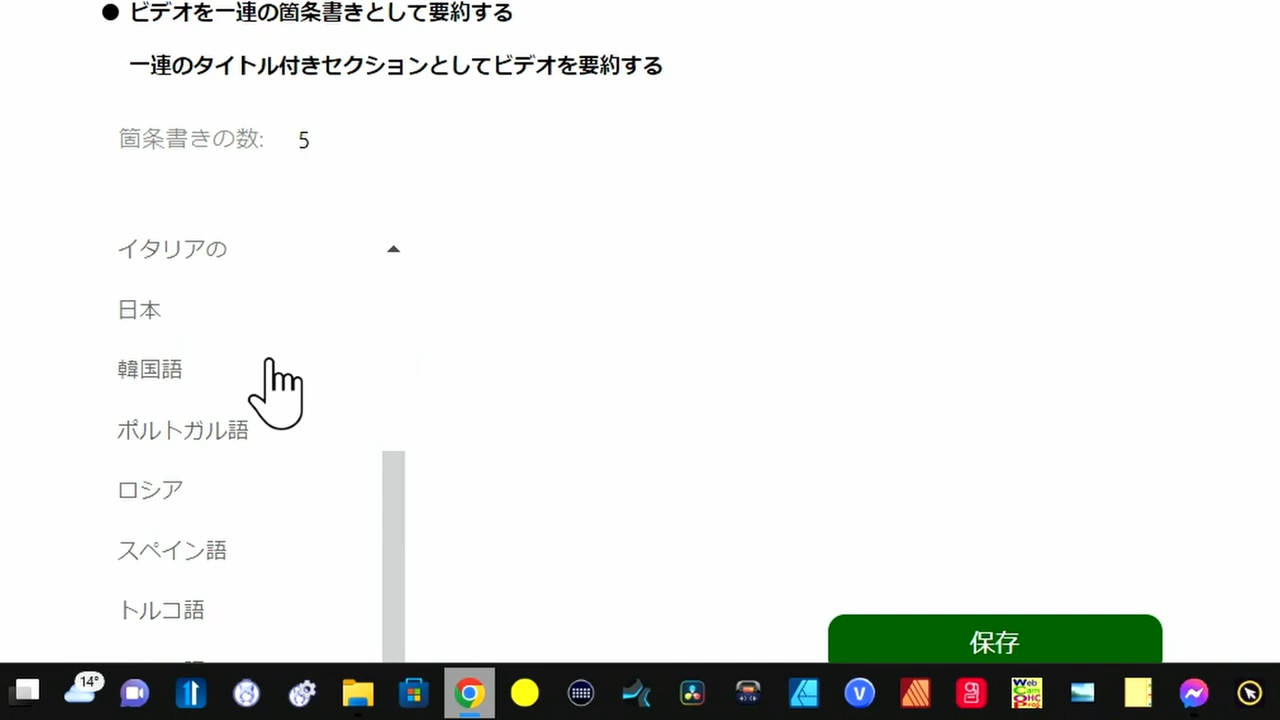 ビデオを一連の箇条書きとして要約する
一連のタイトル付きセクションとしてビデオを要約する
箇条書きの数: 5
イタリアの
日本
韓国語
ポルトガル語
ロシア
スペイン語
トルコ語
保存
14°
V
Web
Cam
PHC
Pros